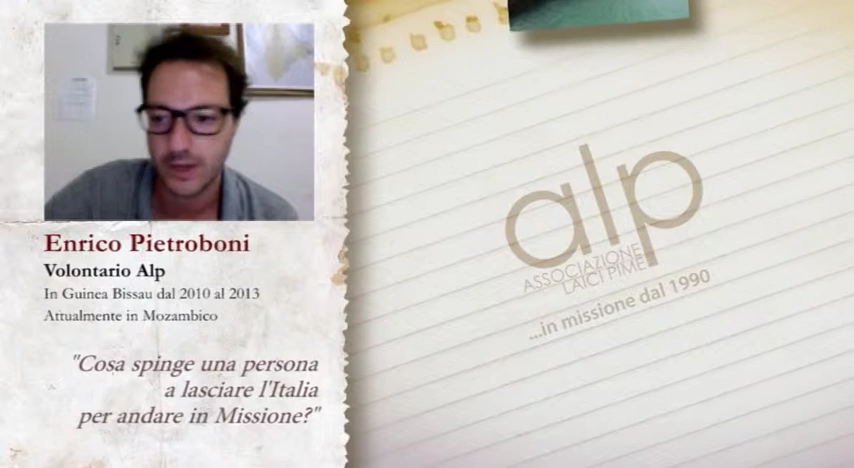 Enrico Pietroboni
Volontario Alp
In Guinea Bissau dal 2010 al 2013
Attualmente in Mozambico
"Cosa spinge una persona
a lasciare l'Italia
per andare in Missione?"
alp
ASSOCIAZIONE
LAICI PIME
...in missione dal 1990